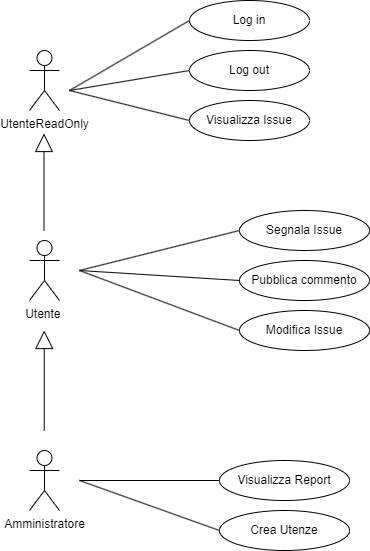 Log in
Log out
UtenteReadOnly
Visualizza Issue
Segnala Issue
Pubblica commento
Utente
Modifica Issue
Visualizza Report
Amministratore
Crea Utenze